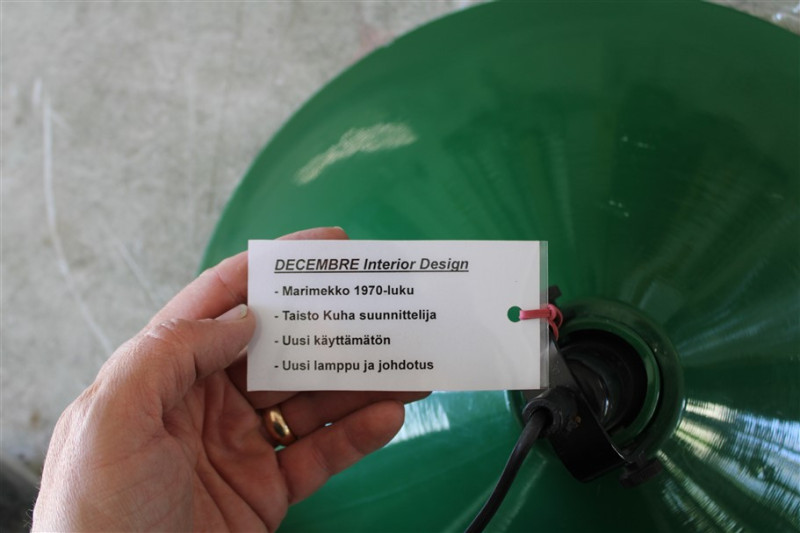 DECEMBRE Interior Design
- Marimekko 1970-luku
- Taisto Kuha suunnittelija
- Uusi käyttämätön
- Uusi lamppu ja johdotus